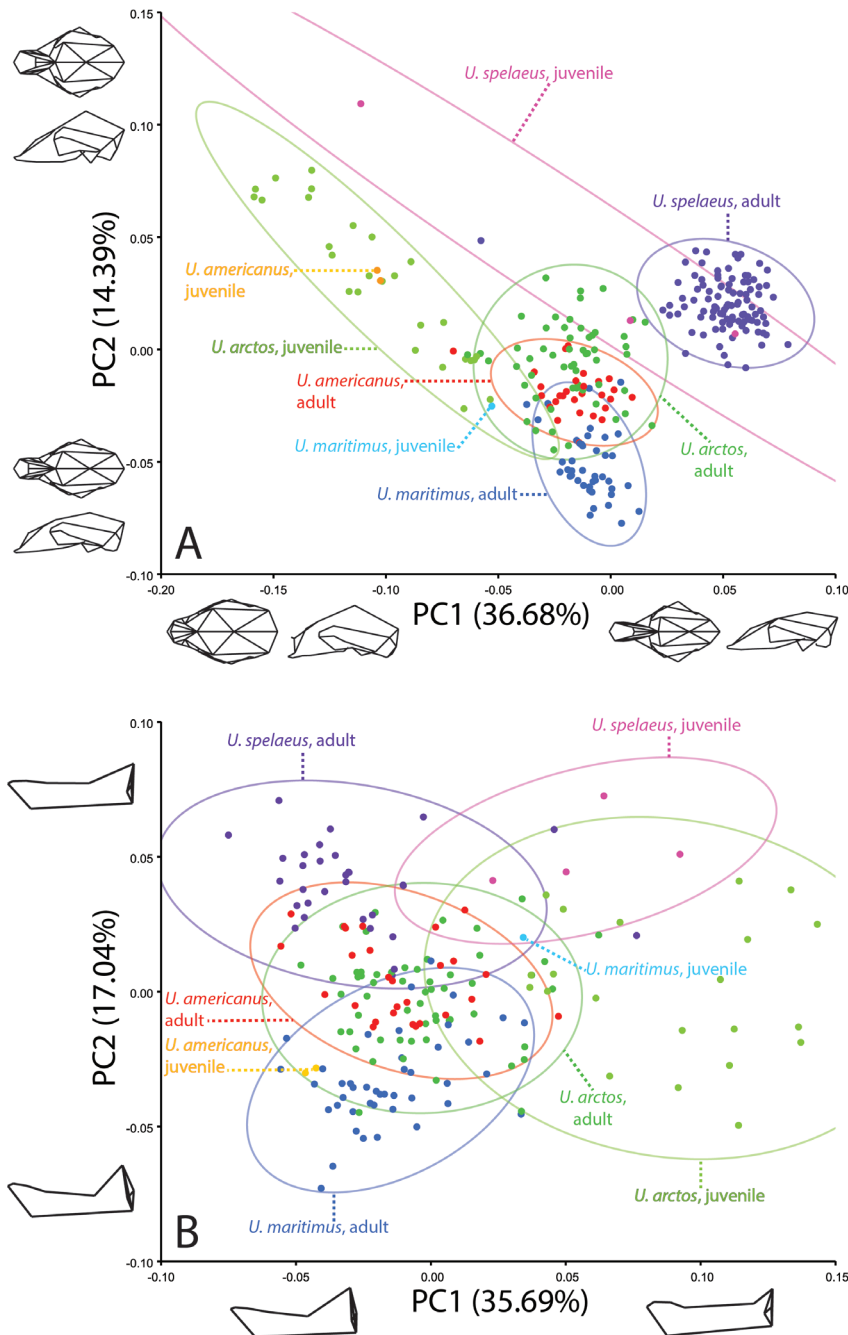 0.15
0.10
0.05
0.00
-0.05
-0.10
PC2 (14.39%)
U. spelaeus, juvenile
U. spelaeus, adult
U. americanus,
juvenile
U. arctos, juvenile
U. americanus,
adult
U. maritimus, juvenile
U. arctos,
adult
U. maritimus, adult
A
-0.20
-0.15
-0.10
-0.05
0.00
0.05
0.10
PC1 (36.68%)
0.10
0.05
0.00
-0.05
-0.10
PC2 (17.04%)
U. spelaeus, adult
U. spelaeus, juvenile
U. maritimus, juvenile
U. americanus,
adult
U. americanus,
juvenile
U. arctos,
adult
U. arctos, juvenile
U. maritimus, adult
B
-0.10
-0.05
0.00
0.05
0.10
0.15
PC1 (35.69%)